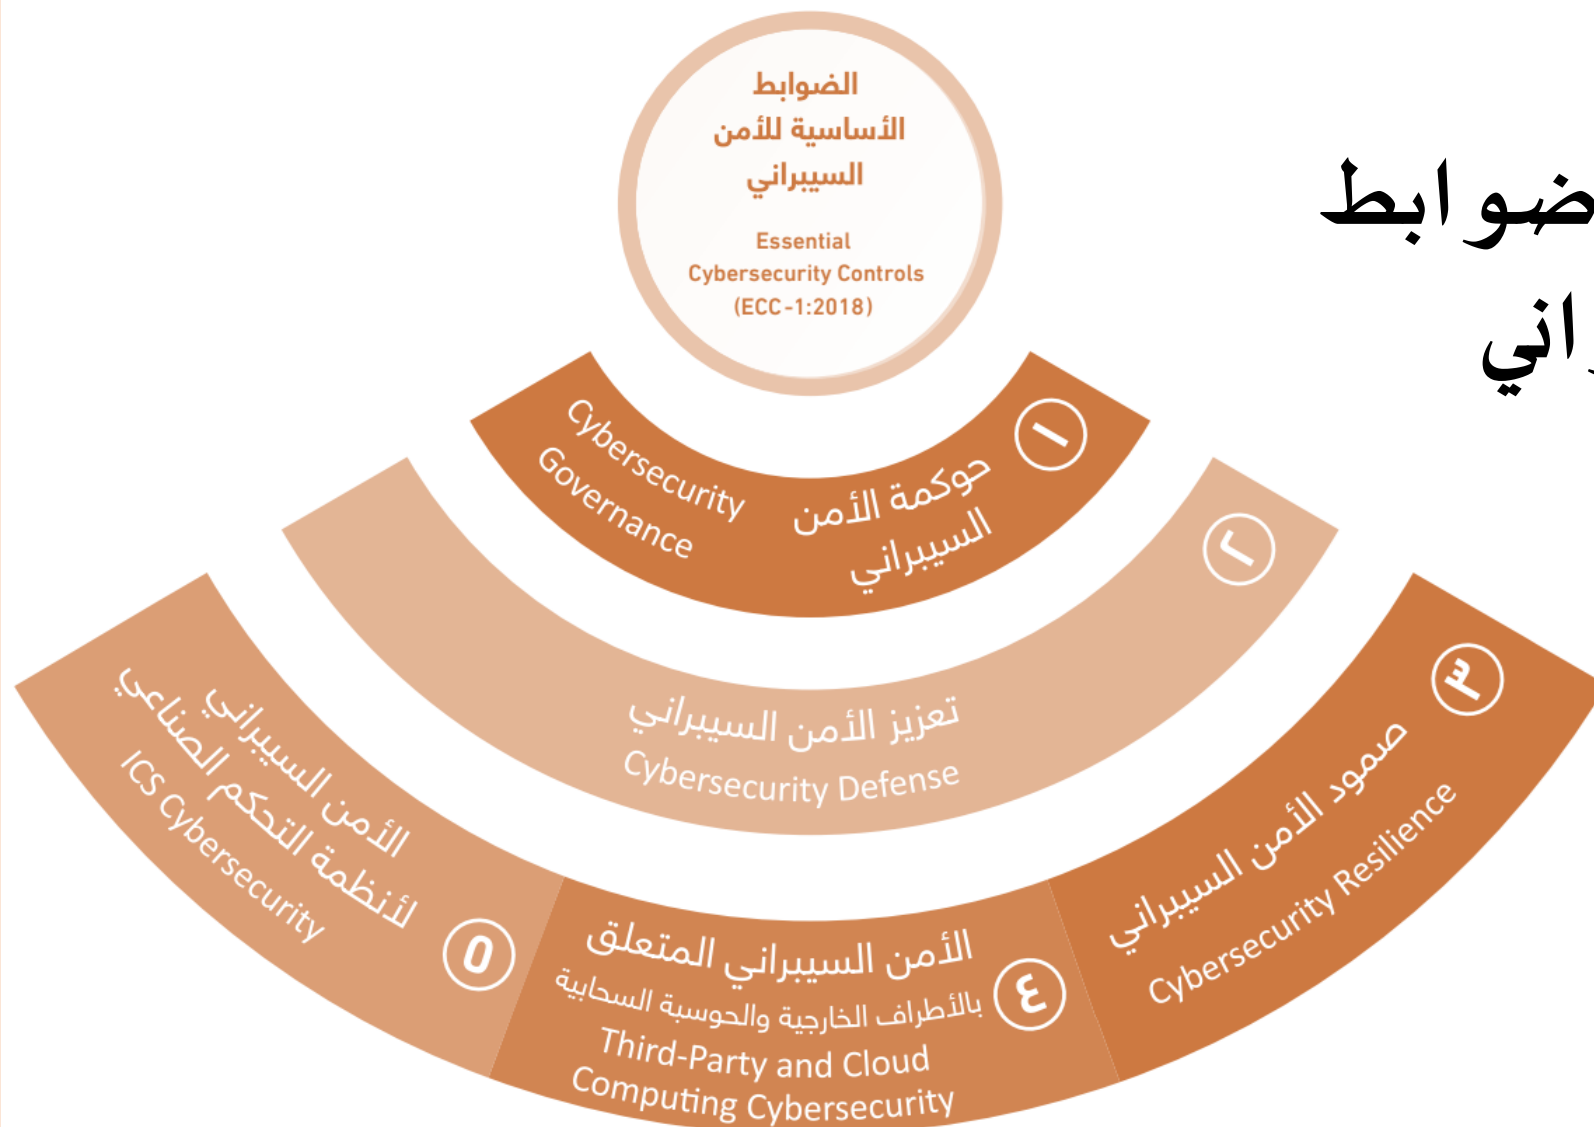 الضوابط
الأساسية للأمن
السيبراني
Essential
Cybersecurity Controls
(ECC-1:2018)
ضوابط
١
حوكمة الأمن
السيبراني
Cybersecurity
Governance
٢
تعزيز الأمن السيبراني
Cybersecurity Defense
٣
صمود الأمن السيبراني
Cybersecurity Resilience
٤
الأمن السيبراني المتعلق
بالأطراف الخارجية والحوسبة السحابية
Third-Party and Cloud
Computing Cybersecurity
٥
الأمن السيبراني
لأنظمة التحكم الصناعي
ICS Cybersecurity